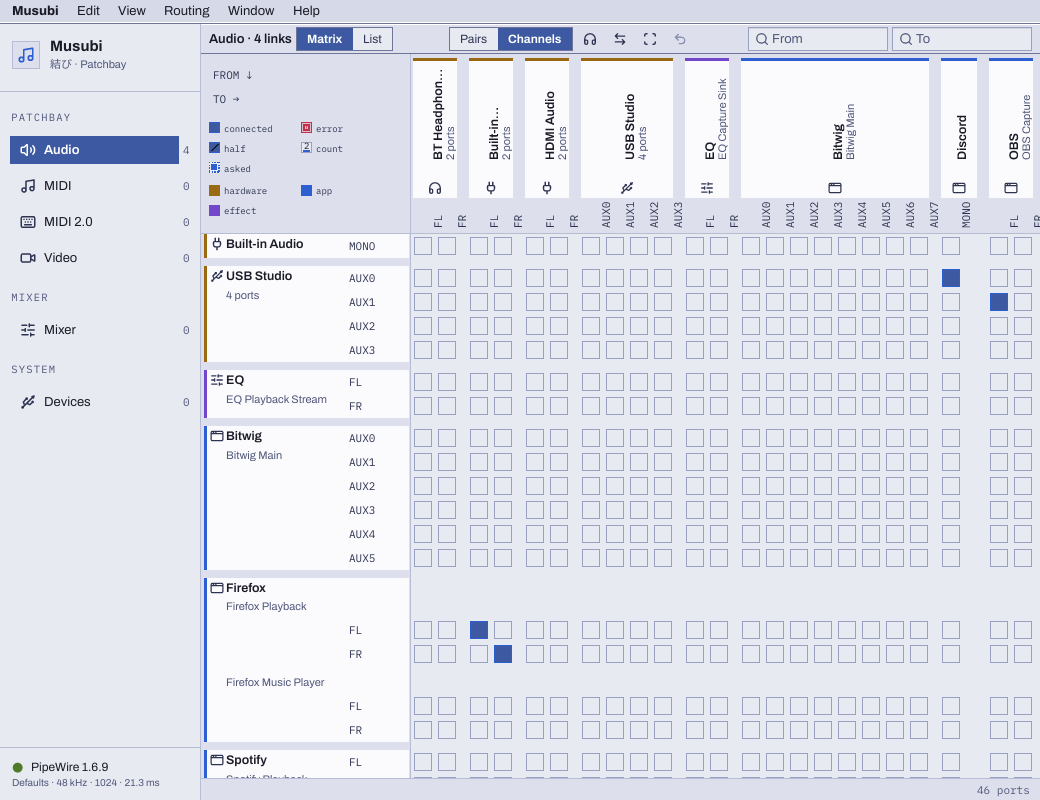 Musubi Edit View Routing Window Help
Musubi
結び · Patchbay
PATCHBAY
Audio 4
MIDI 0
MIDI 2.0 0
Video 0
MIXER
Mixer 0
SYSTEM
Devices 0
PipeWire 1.6.9
Defaults · 48 kHz · 1024 · 21.3 ms
Audio · 4 links Matrix List Pairs Channels From To
FROM ↓
TO →
connected error
half 2 count
asked
hardware app
effect
BT Headphon…
2 ports
Built-in…
2 ports
HDMI Audio
2 ports
USB Studio
4 ports
EQ
EQ Capture Sink
Bitwig
Bitwig Main
Discord
OBS
OBS Capture
FL FR FL FR FL FR AUX0 AUX1 AUX2 AUX3 FL FR AUX0 AUX1 AUX2 AUX3 AUX4 AUX5 AUX6 AUX7 MONO FL FR
Built-in Audio MONO
USB Studio AUX0
4 ports AUX1
AUX2
AUX3
EQ FL
EQ Playback Stream FR
Bitwig AUX0
Bitwig Main AUX1
AUX2
AUX3
AUX4
AUX5
Firefox
Firefox Playback
FL
FR
Firefox Music Player
FL
FR
Spotify FL
Spotify Playback
46 ports